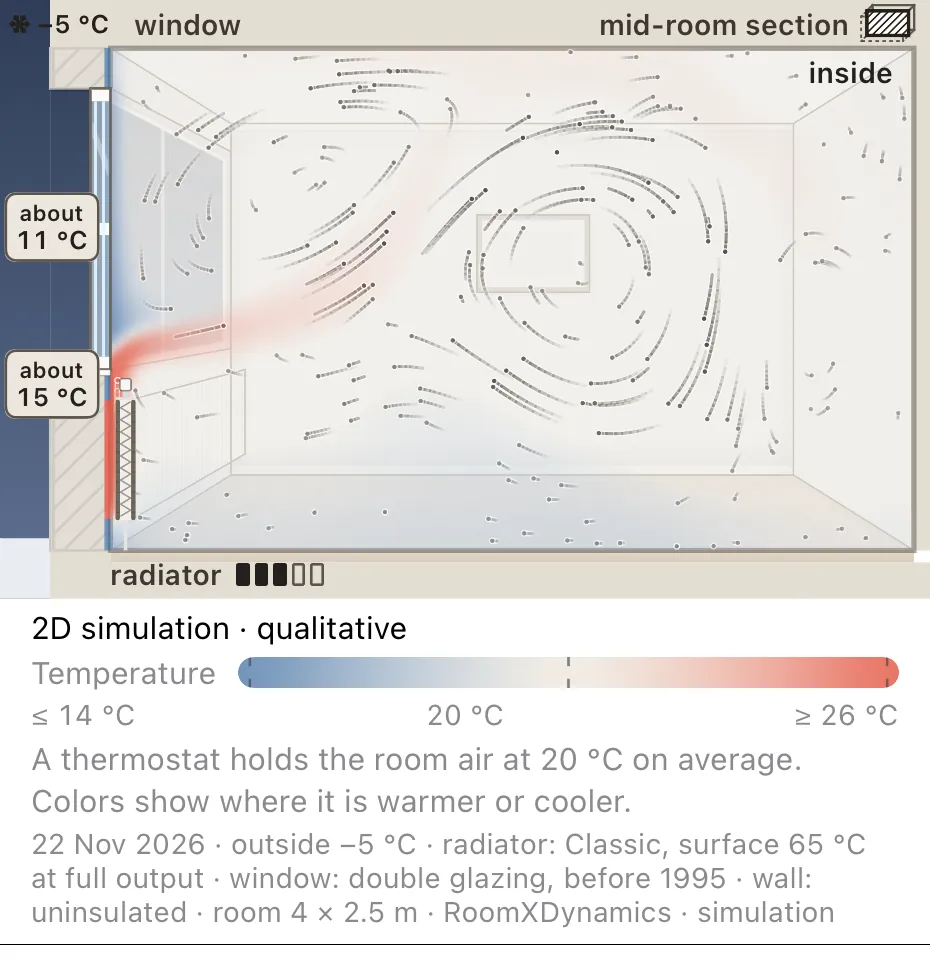 −5 °C window mid-room section
inside
about
11 °C
about
15 °C
radiator
2D simulation · qualitative
Temperature
≤ 14 °C 20 °C ≥ 26 °C
A thermostat holds the room air at 20 °C on average.
Colors show where it is warmer or cooler.
22 Nov 2026 · outside −5 °C · radiator: Classic, surface 65 °C
at full output · window: double glazing, before 1995 · wall:
uninsulated · room 4 × 2.5 m · RoomXDynamics · simulation